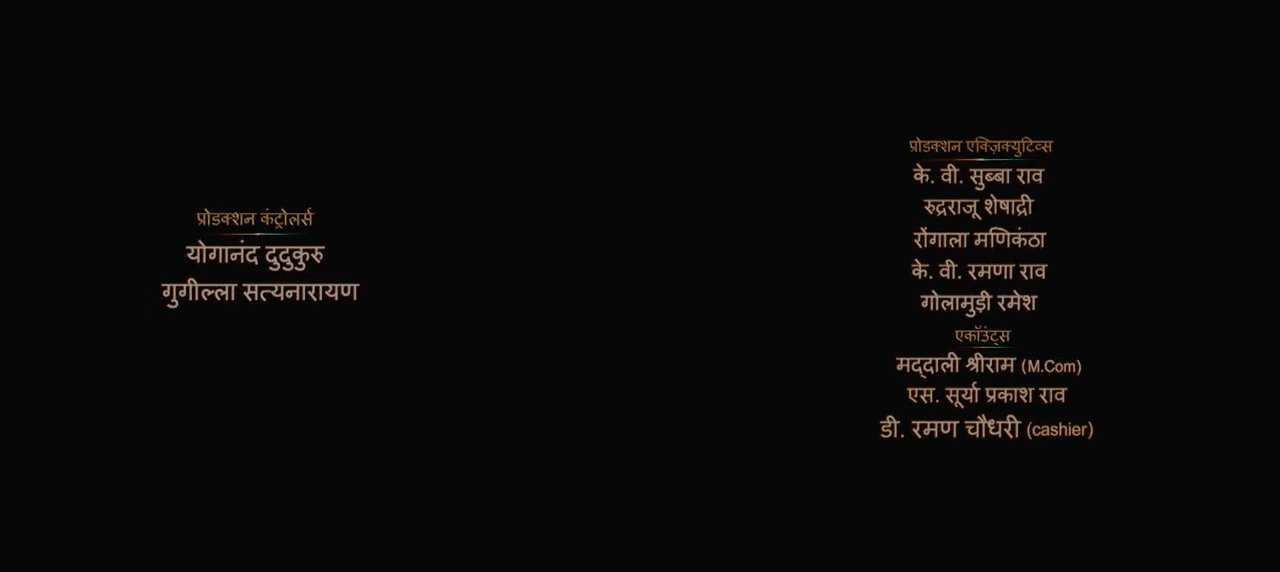 प्रोडक्शन कंट्रोलर्स
योगानंद दुदुकुरु
गुगील्ला सत्यनारायण
प्रोडक्शन एक्ज़िक्युटिव्स
के. वी. सुब्बा राव
रुद्रराजू शेषाद्री
रोंगाला मणिकंठा
के. वी. रमणा राव
गोलामुड़ी रमेश
एकॉउंट्स
मद्दाली श्रीराम (M.Com)
एस. सूर्या प्रकाश राव
डी. रमण चौधरी (cashier)